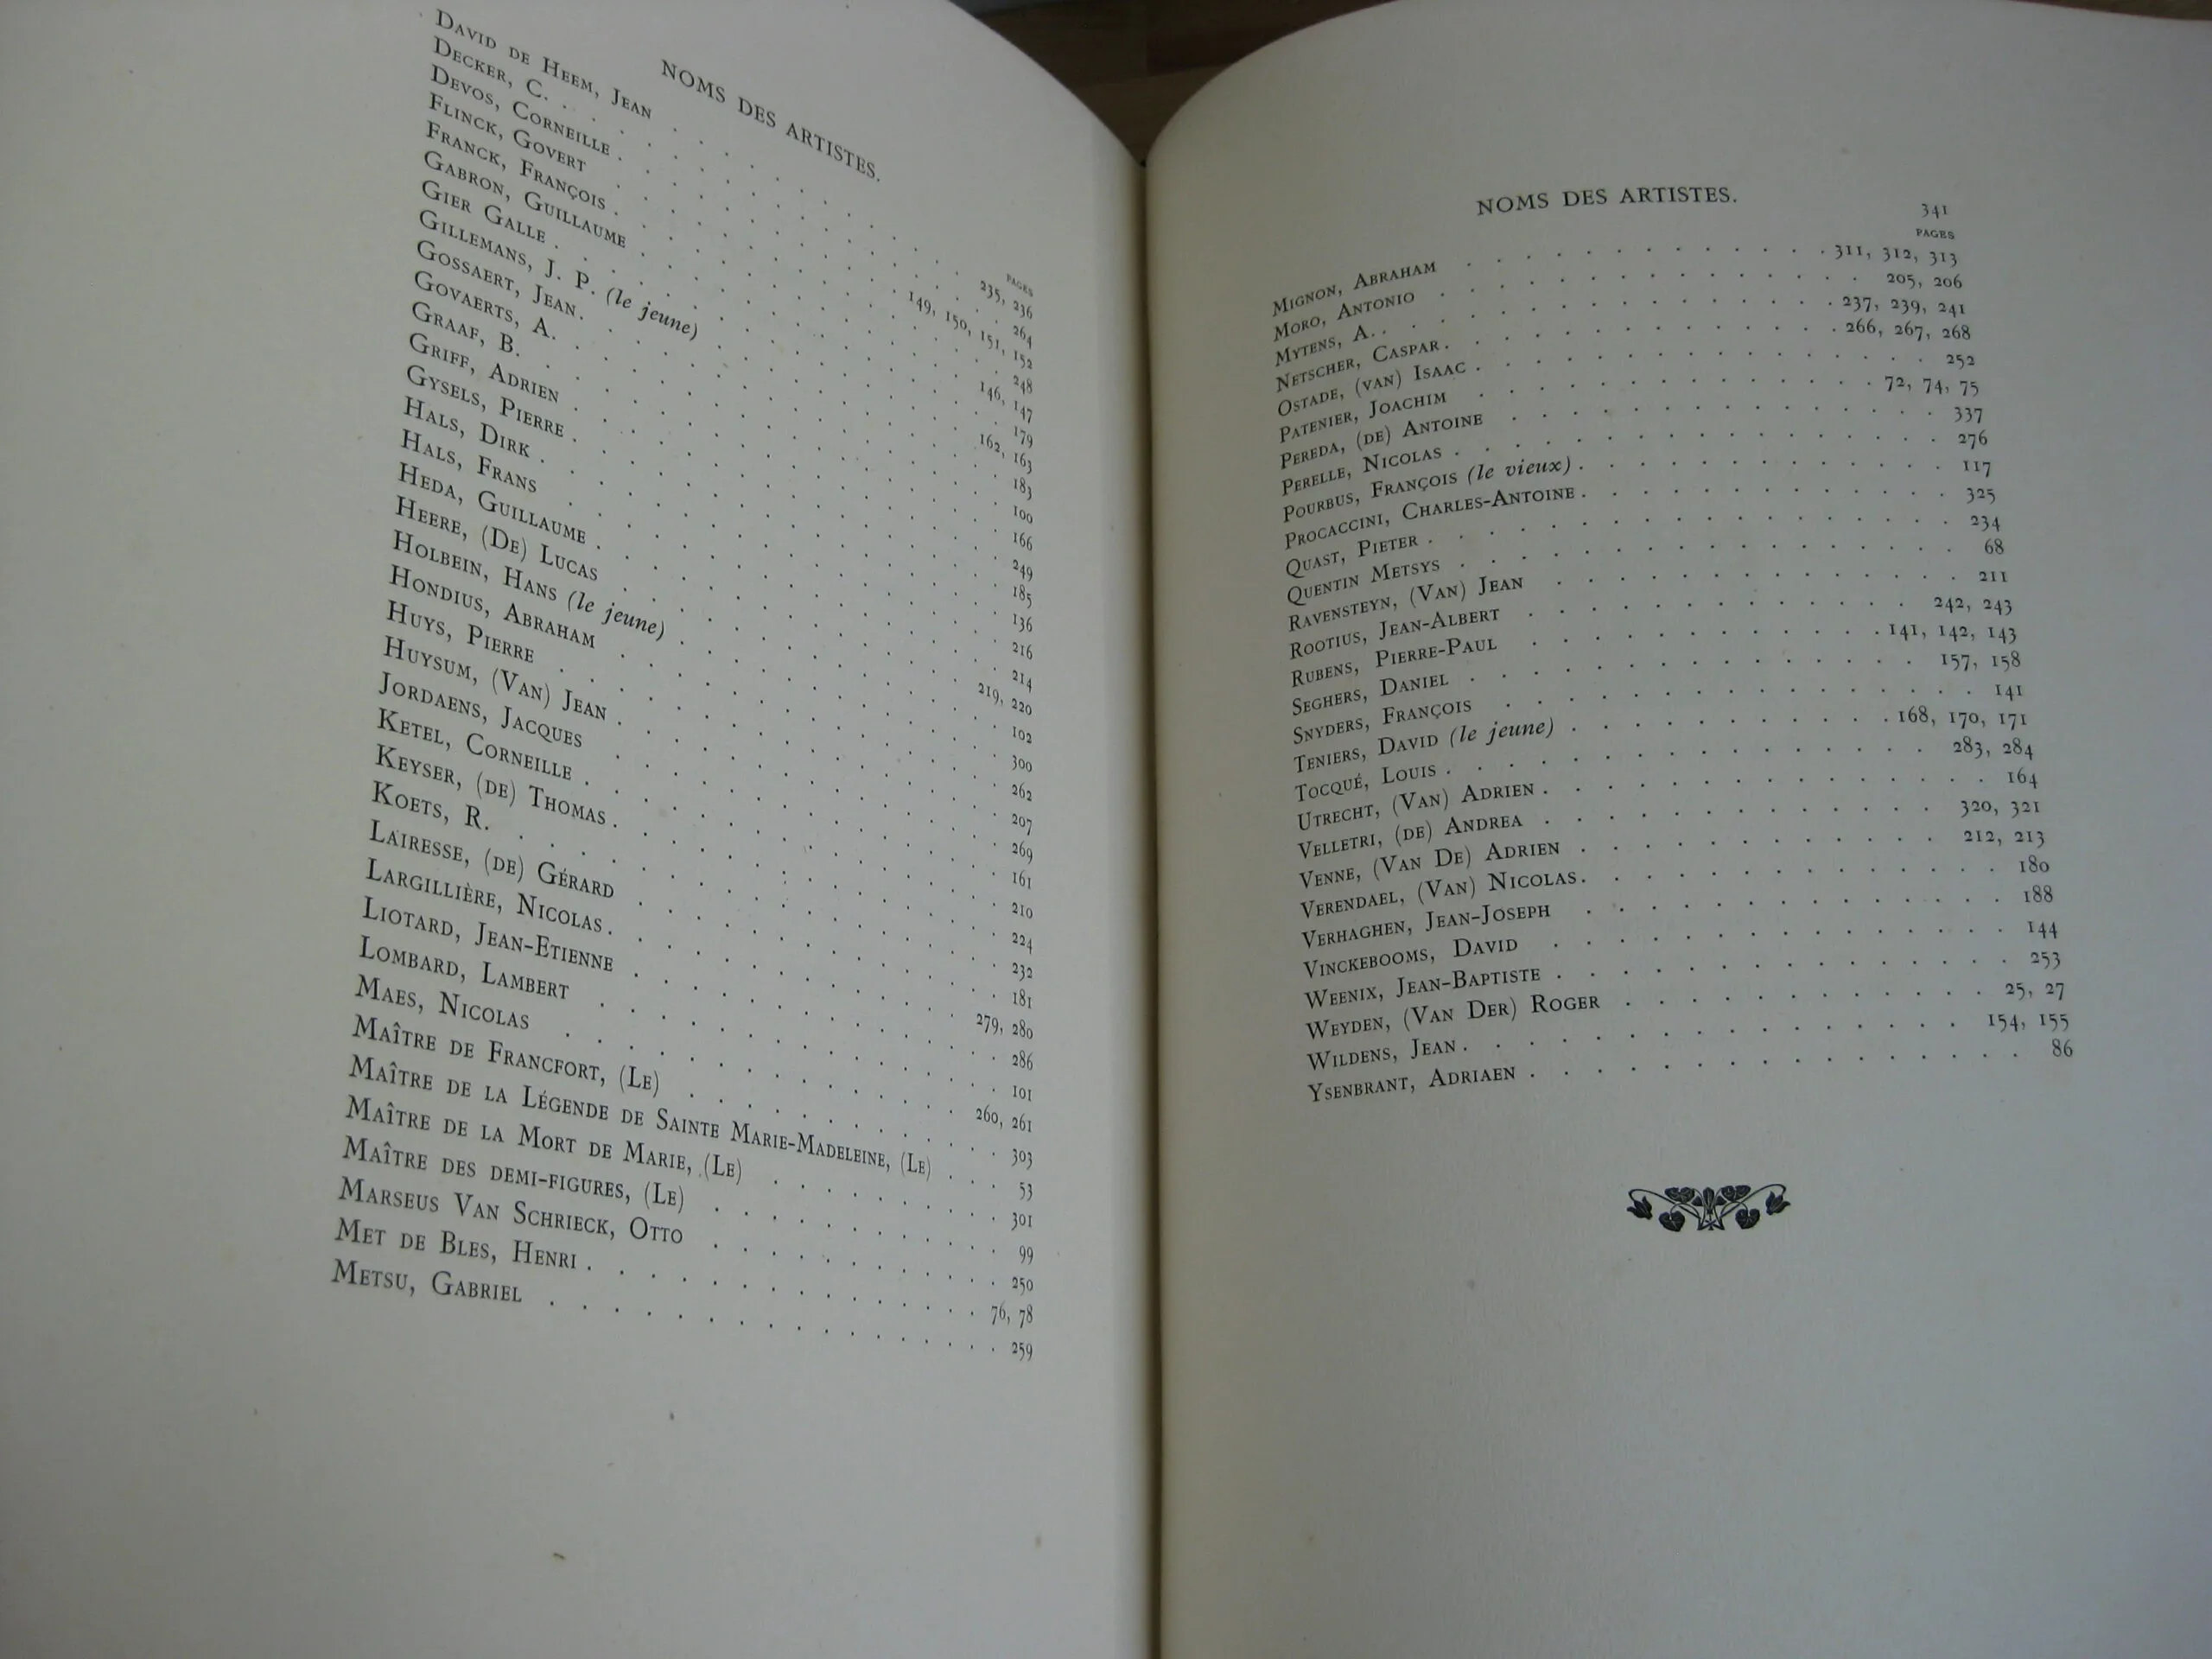 NOMS DES ARTISTES.
PAGES
DAVID DE HEEM, JEAN . . . . . . . . . . 235, 236
DECKER, C. . . . . . . . . . . 264
DEVOS, CORNEILLE . . . . . . . . . . 149, 150, 151, 152
FLINCK, GOVERT . . . . . . . . . . 248
FRANCK, FRANÇOIS . . . . . . . . . . 146, 147
GABRON, GUILLAUME . . . . . . . . . . 179
GIER GALLE . . . . . . . . . . 162, 163
GILLEMANS, J. P. (le jeune) . . . . . . . . . . 183
GOSSAERT, JEAN. . . . . . . . . . . 100
GOVAERTS, A. . . . . . . . . . . 166
GRAAF, B. . . . . . . . . . . 249
GRIFF, ADRIEN . . . . . . . . . . 185
GYSELS, PIERRE . . . . . . . . . . 136
HALS, DIRK . . . . . . . . . . 216
HALS, FRANS . . . . . . . . . . 214
HEDA, GUILLAUME . . . . . . . . . . 219, 220
HEERE, (DE) LUCAS . . . . . . . . . . 102
HOLBEIN, HANS (le jeune) . . . . . . . . . . 300
HONDIUS, ABRAHAM . . . . . . . . . . 262
HUYS, PIERRE . . . . . . . . . . 207
HUYSUM, (VAN) JEAN . . . . . . . . . . 269
JORDAENS, JACQUES . . . . . . . . . . 161
KETEL, CORNEILLE . . . . . . . . . . 210
KEYSER, (DE) THOMAS . . . . . . . . . . 224
KOETS, R. . . . . . . . . . . 232
LAIRESSE, (DE) GÉRARD . . . . . . . . . . 181
LARGILLIÈRE, NICOLAS . . . . . . . . . . 279, 280
LIOTARD, JEAN-ETIENNE . . . . . . . . . . 286
LOMBARD, LAMBERT . . . . . . . . . . 101
MAES, NICOLAS . . . . . . . . . . 260, 261
MAÎTRE DE FRANCFORT, (LE) . . . . . . . . . . 303
MAÎTRE DE LA LÉGENDE DE SAINTE MARIE-MADELEINE, (LE) . . . 53
MAÎTRE DE LA MORT DE MARIE, (LE) . . . . . . . . 301
MAÎTRE DES DEMI-FIGURES, (LE) . . . . . . . . . . 99
MARSEUS VAN SCHRIECK, OTTO . . . . . . . . . . 250
MET DE BLES, HENRI . . . . . . . . . . 76, 78
METSU, GABRIEL . . . . . . . . . . 259
NOMS DES ARTISTES. 341
PAGES
MIGNON, ABRAHAM . . . . . . . . . . 311, 312, 313
MORO, ANTONIO . . . . . . . . . . 205, 206
MYTENS, A. . . . . . . . . . . 237, 239, 241
NETSCHER, CASPAR . . . . . . . . . . 266, 267, 268
OSTADE, (VAN) ISAAC . . . . . . . . . . 252
PATENIER, JOACHIM . . . . . . . . . . 72, 74, 75
PEREDA, (DE) ANTOINE . . . . . . . . . . 337
PERELLE, NICOLAS . . . . . . . . . . 276
POURBUS, FRANÇOIS (le vieux) . . . . . . . . . . 117
PROCACCINI, CHARLES-ANTOINE . . . . . . . . . . 325
QUAST, PIETER . . . . . . . . . . 234
QUENTIN METSYS . . . . . . . . . . 68
RAVENSTEYN, (VAN) JEAN . . . . . . . . . . 211
ROOTIUS, JEAN-ALBERT . . . . . . . . . . 242, 243
RUBENS, PIERRE-PAUL . . . . . . . . . . 141, 142, 143
SEGHERS, DANIEL . . . . . . . . . . 157, 158
SNYDERS, FRANÇOIS . . . . . . . . . . 141
TENIERS, DAVID (le jeune) . . . . . . . . . . 168, 170, 171
TOCQUÉ, LOUIS . . . . . . . . . . 283, 284
UTRECHT, (VAN) ADRIEN . . . . . . . . . . 164
VELLETRI, (DE) ANDREA . . . . . . . . . . 320, 321
VENNE, (VAN DE) ADRIEN . . . . . . . . . . 212, 213
VERENDAEL, (VAN) NICOLAS . . . . . . . . . . 180
VERHAGHEN, JEAN-JOSEPH . . . . . . . . . . 188
VINCKEBOOMS, DAVID . . . . . . . . . . 144
WEENIX, JEAN-BAPTISTE . . . . . . . . . . 253
WEYDEN, (VAN DER) ROGER . . . . . . . . . . 25, 27
WILDENS, JEAN . . . . . . . . . . 154, 155
YSENBRANT, ADRIAEN . . . . . . . . . . 86